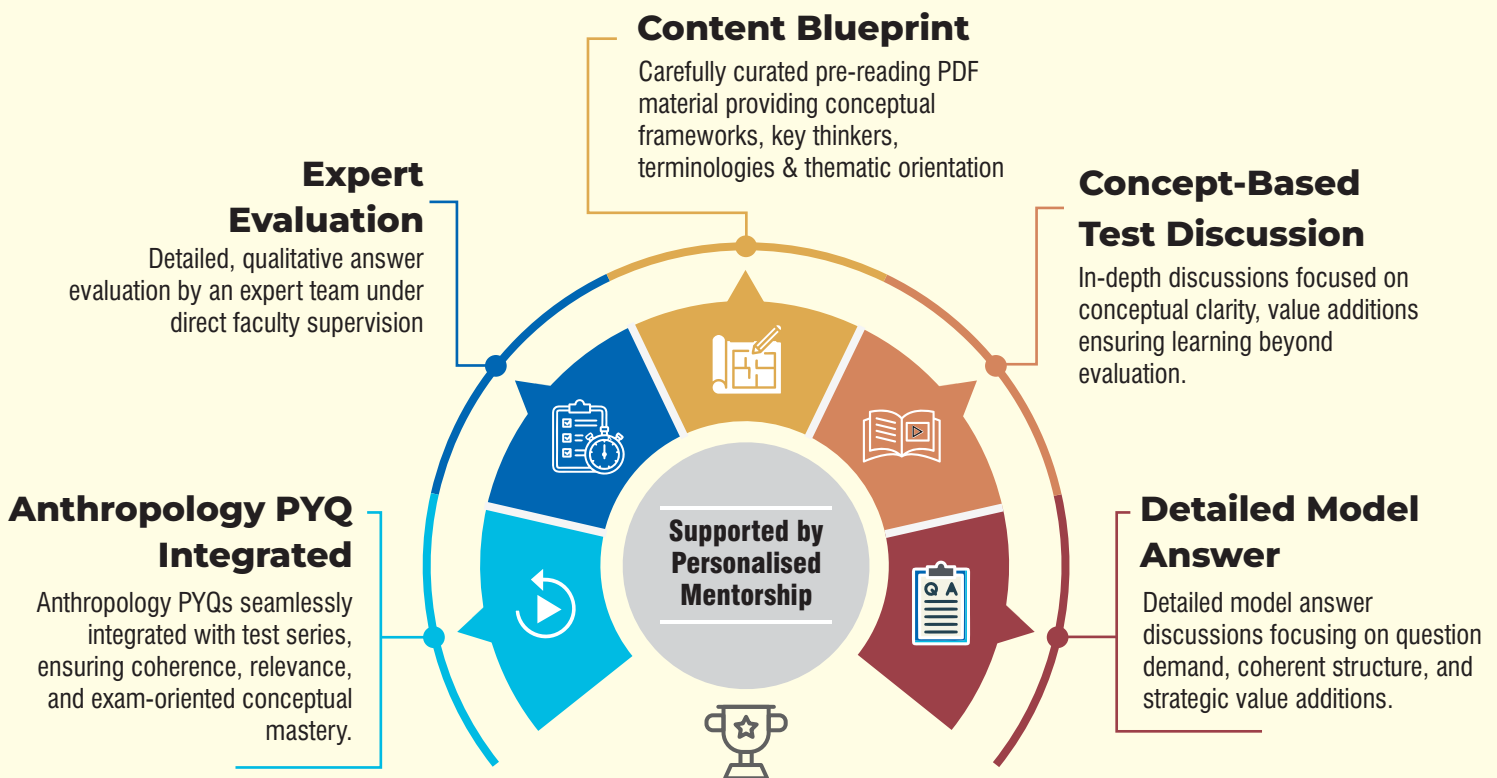 Content Blueprint
Carefully curated pre-reading PDF
material providing conceptual
frameworks, key thinkers,
terminologies & thematic orientation
Expert
Evaluation
Detailed, qualitative answer
evaluation by an expert team under
direct faculty supervision
Concept-Based
Test Discussion
In-depth discussions focused on
conceptual clarity, value additions
ensuring learning beyond
evaluation.
Anthropology PYQ
Integrated
Anthropology PYQs seamlessly
integrated with test series,
ensuring coherence, relevance,
and exam-oriented conceptual
mastery.
Supported by
Personalised
Mentorship
Q A
Detailed Model
Answer
Detailed model answer
discussions focusing on question
demand, coherent structure, and
strategic value additions.